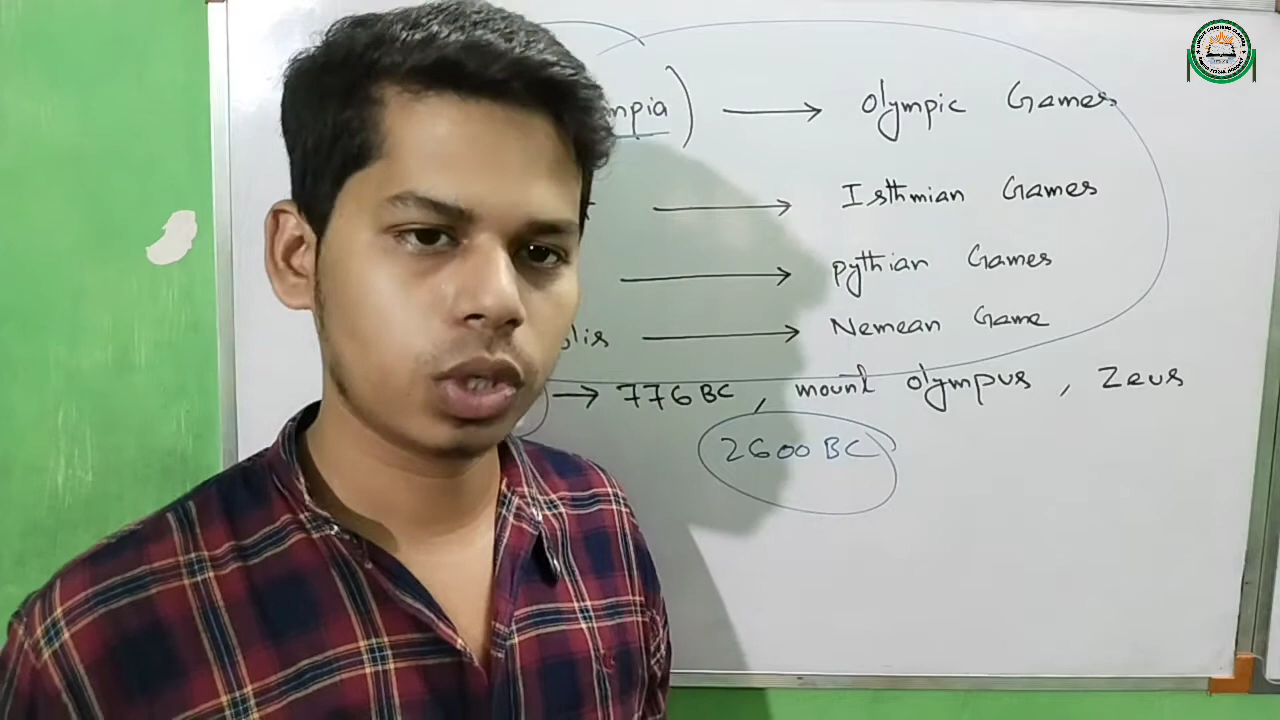 mpia) → Olympic Games
→ Isthmian Games
→ pythian Games
olis → Nemean Game
→ 776 BC, mount olympus, Zeus
2600 BC